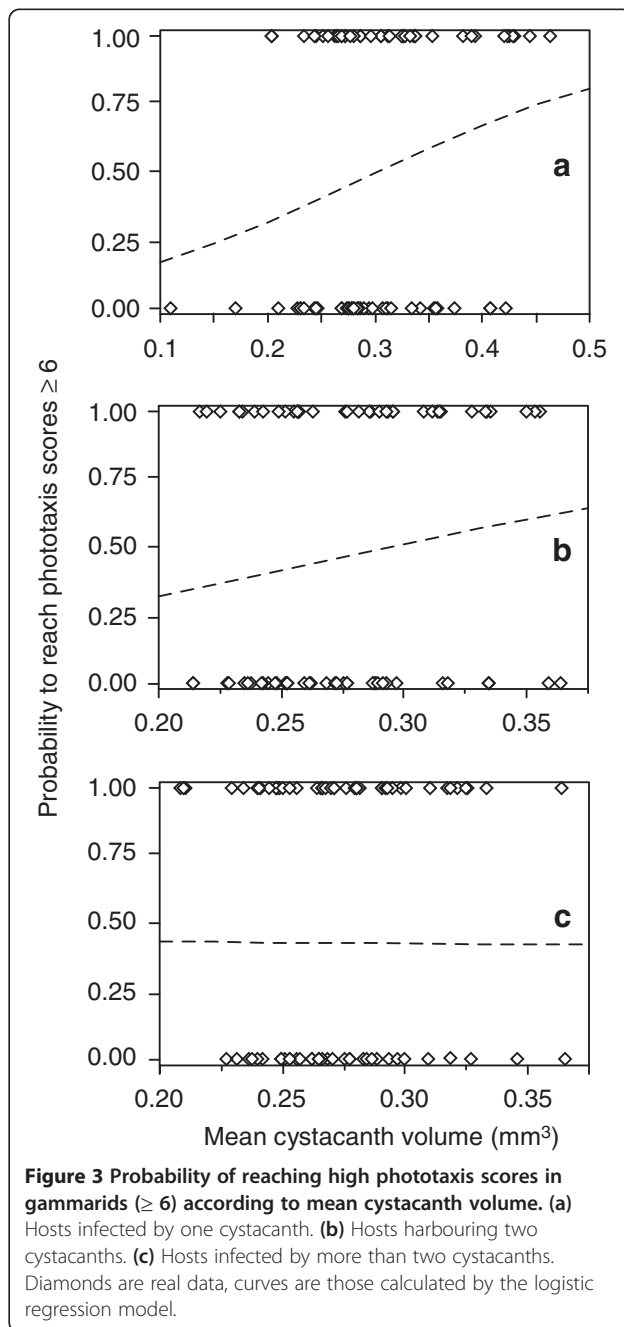 Probability to reach phototaxis scores ≥ 6
1.00
0.75
0.50
0.25
0.00
a
0.1 0.2 0.3 0.4 0.5
1.00
0.75
0.50
0.25
0.00
b
0.20 0.25 0.30 0.35
1.00
0.75
0.50
0.25
0.00
c
0.20 0.25 0.30 0.35
Mean cystacanth volume (mm³)
Figure 3 Probability of reaching high phototaxis scores in
gammarids (≥ 6) according to mean cystacanth volume. (a)
Hosts infected by one cystacanth. (b) Hosts harbouring two
cystacanths. (c) Hosts infected by more than two cystacanths.
Diamonds are real data, curves are those calculated by the logistic
regression model.